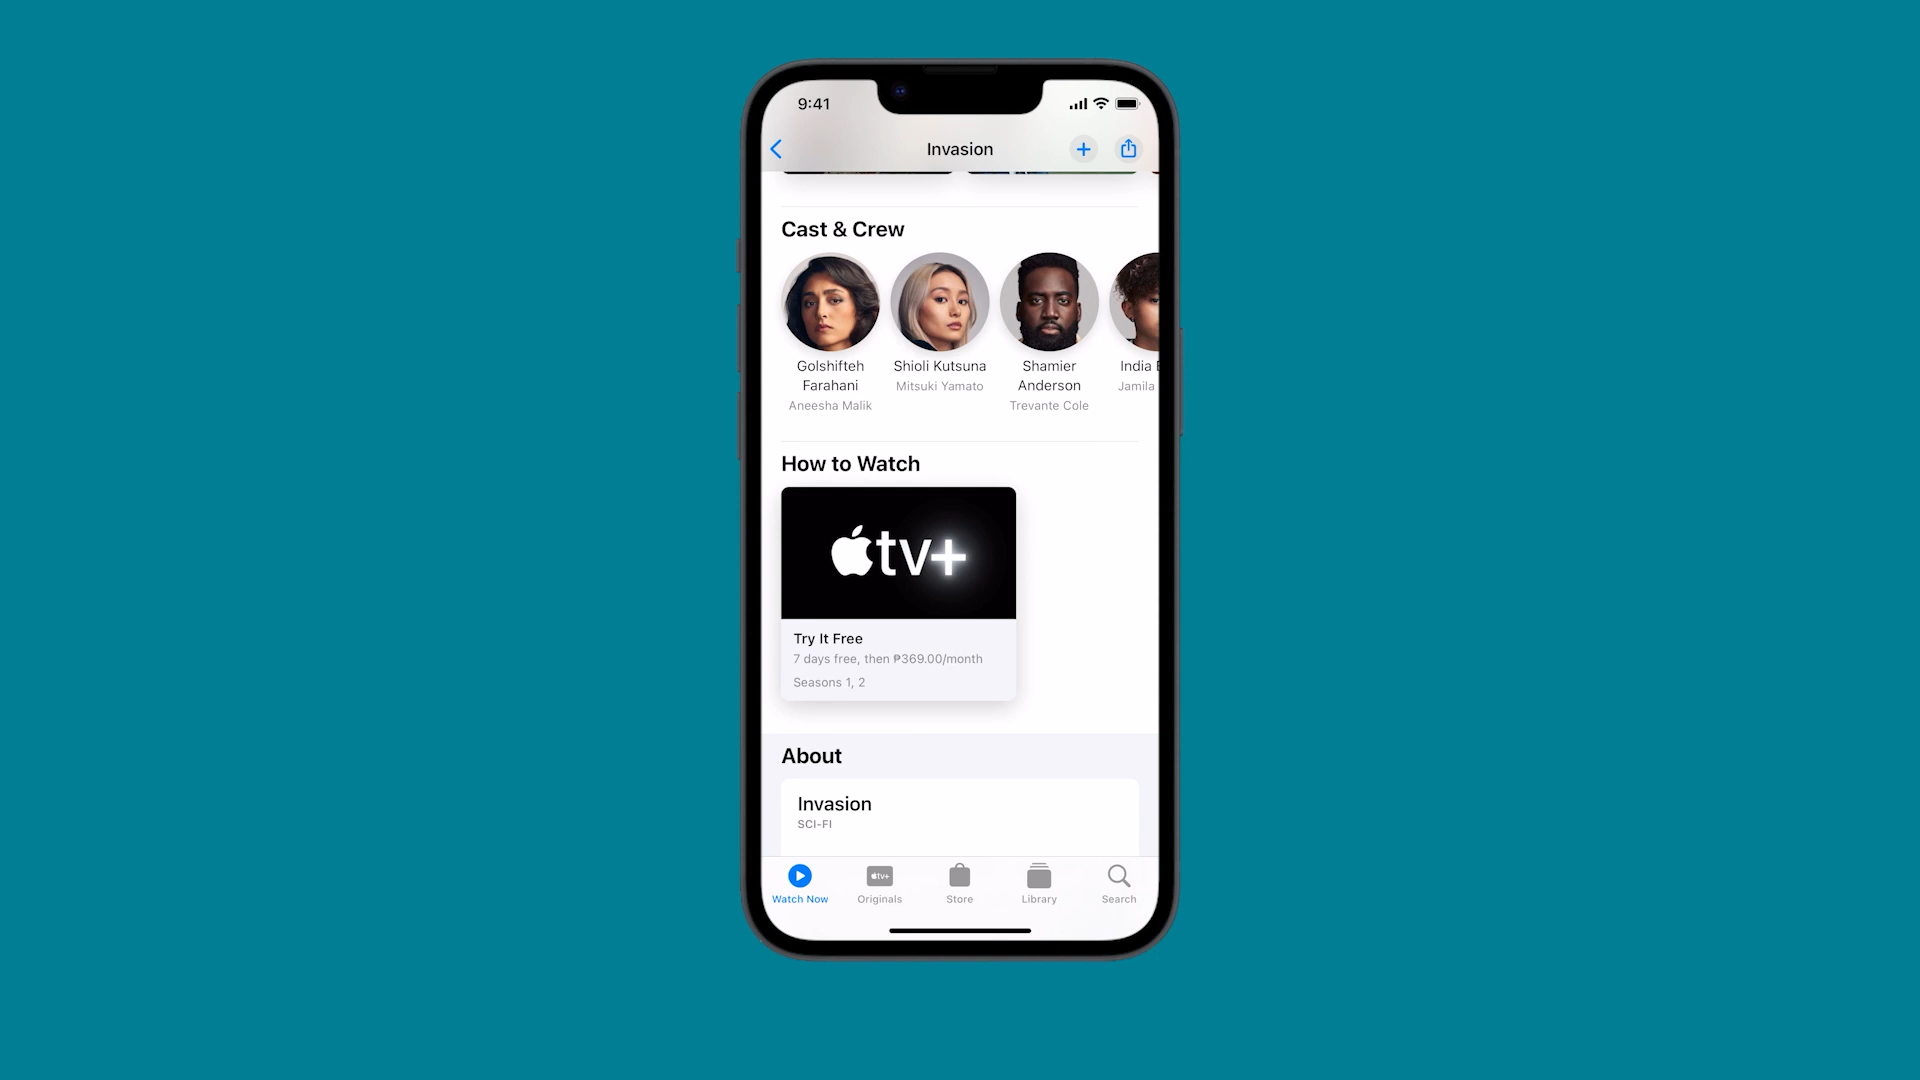 9:41
Invasion
Cast & Crew
Golshifteh
Farahani
Aneesha Malik
Shioli Kutsuna
Mitsuki Yamato
Shamier
Anderson
Trevante Cole
India
Jamila
How to Watch
tv+
Try It Free
7 days free, then ₱369.00/month
Seasons 1, 2
About
Invasion
SCI-FI
tv+
Watch Now
Originals
Store
Library
Search